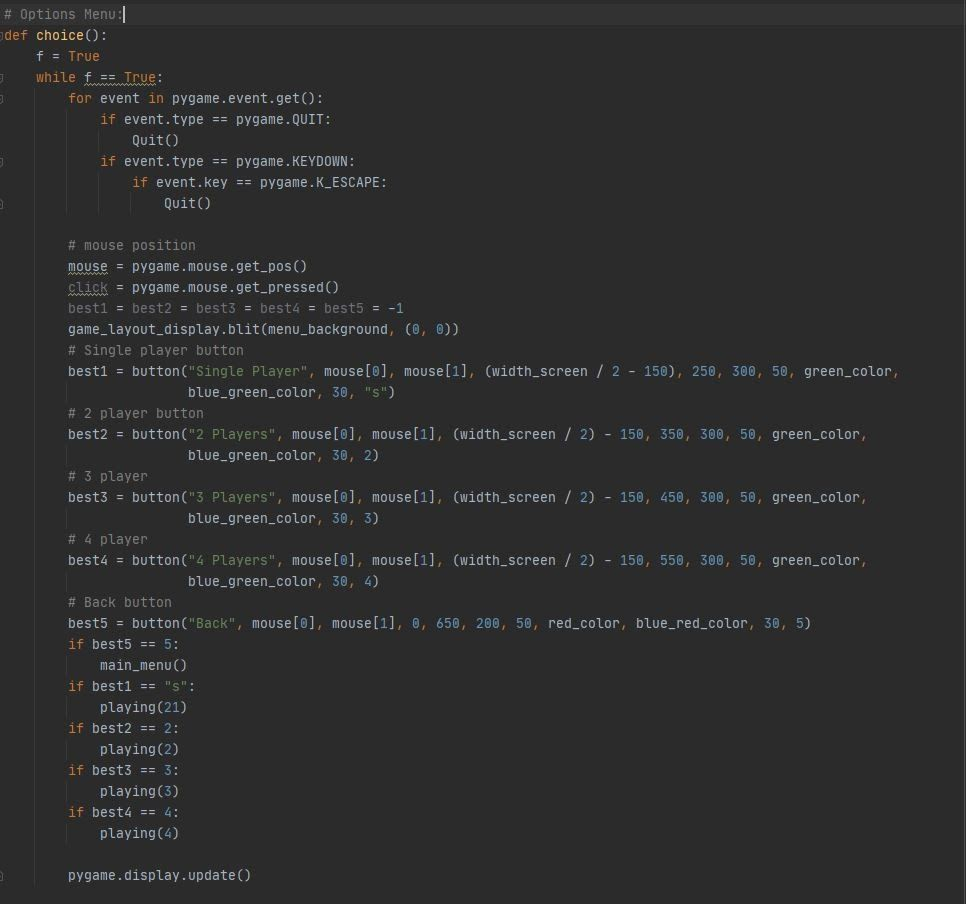 # Options Menu:
def choice():
    f = True
    while f == True:
        for event in pygame.event.get():
            if event.type == pygame.QUIT:
                Quit()
            if event.type == pygame.KEYDOWN:
                if event.key == pygame.K_ESCAPE:
                    Quit()

        # mouse position
        mouse = pygame.mouse.get_pos()
        click = pygame.mouse.get_pressed()
        best1 = best2 = best3 = best4 = best5 = -1
        game_layout_display.blit(menu_background, (0, 0))
        # Single player button
        best1 = button("Single Player", mouse[0], mouse[1], (width_screen / 2 - 150), 250, 300, 50, green_color,
                       blue_green_color, 30, "s")
        # 2 player button
        best2 = button("2 Players", mouse[0], mouse[1], (width_screen / 2) - 150, 350, 300, 50, green_color,
                       blue_green_color, 30, 2)
        # 3 player
        best3 = button("3 Players", mouse[0], mouse[1], (width_screen / 2) - 150, 450, 300, 50, green_color,
                       blue_green_color, 30, 3)
        # 4 player
        best4 = button("4 Players", mouse[0], mouse[1], (width_screen / 2) - 150, 550, 300, 50, green_color,
                       blue_green_color, 30, 4)
        # Back button
        best5 = button("Back", mouse[0], mouse[1], 0, 650, 200, 50, red_color, blue_red_color, 30, 5)
        if best5 == 5:
            main_menu()
        if best1 == "s":
            playing(21)
        if best2 == 2:
            playing(2)
        if best3 == 3:
            playing(3)
        if best4 == 4:
            playing(4)

        pygame.display.update()